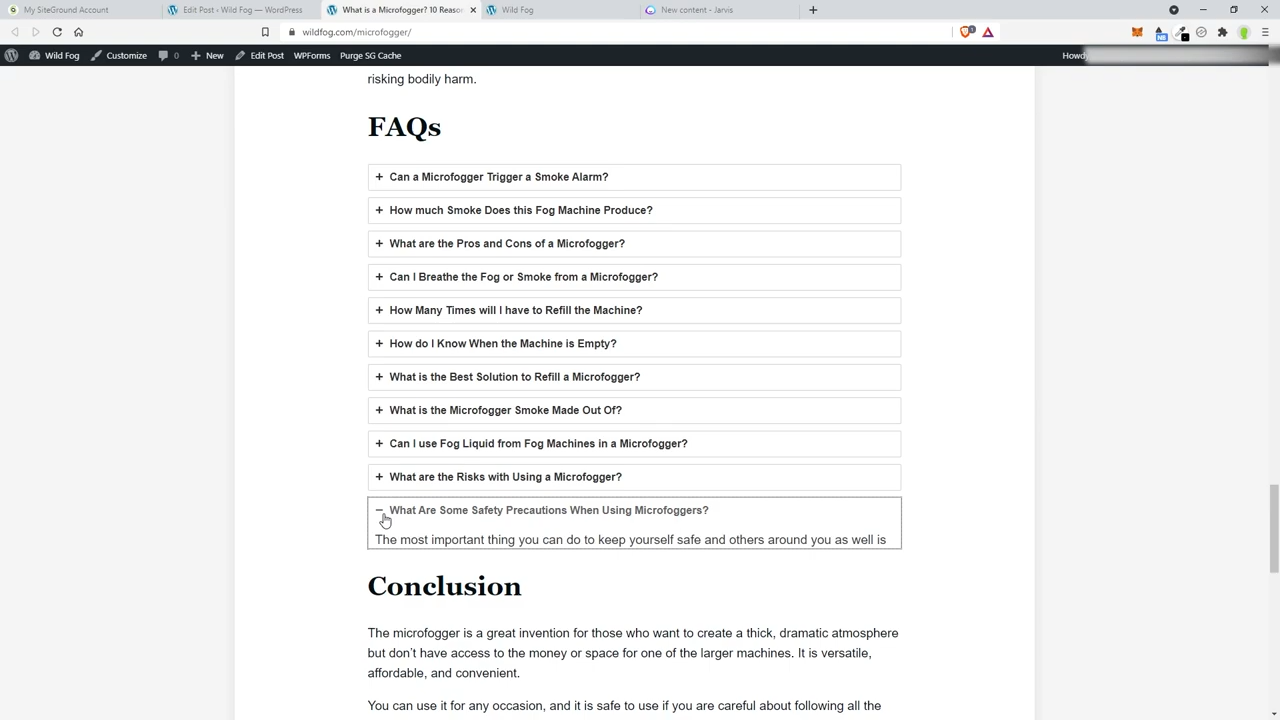 My SiteGround Account
Edit Post ‹ Wild Fog — WordPress
What is a Microfogger? 10 Reaso
Wild Fog
New content - Jarvis
wildfog.com/microfogger/
Wild Fog
Customize
0
New
Edit Post
WPForms
Purge SG Cache
Howdy
risking bodily harm.
FAQs
+ Can a Microfogger Trigger a Smoke Alarm?
+ How much Smoke Does this Fog Machine Produce?
+ What are the Pros and Cons of a Microfogger?
+ Can I Breathe the Fog or Smoke from a Microfogger?
+ How Many Times will I have to Refill the Machine?
+ How do I Know When the Machine is Empty?
+ What is the Best Solution to Refill a Microfogger?
+ What is the Microfogger Smoke Made Out Of?
+ Can I use Fog Liquid from Fog Machines in a Microfogger?
+ What are the Risks with Using a Microfogger?
− What Are Some Safety Precautions When Using Microfoggers?
The most important thing you can do to keep yourself safe and others around you as well is
Conclusion
The microfogger is a great invention for those who want to create a thick, dramatic atmosphere
but don’t have access to the money or space for one of the larger machines. It is versatile,
affordable, and convenient.
You can use it for any occasion, and it is safe to use if you are careful about following all the